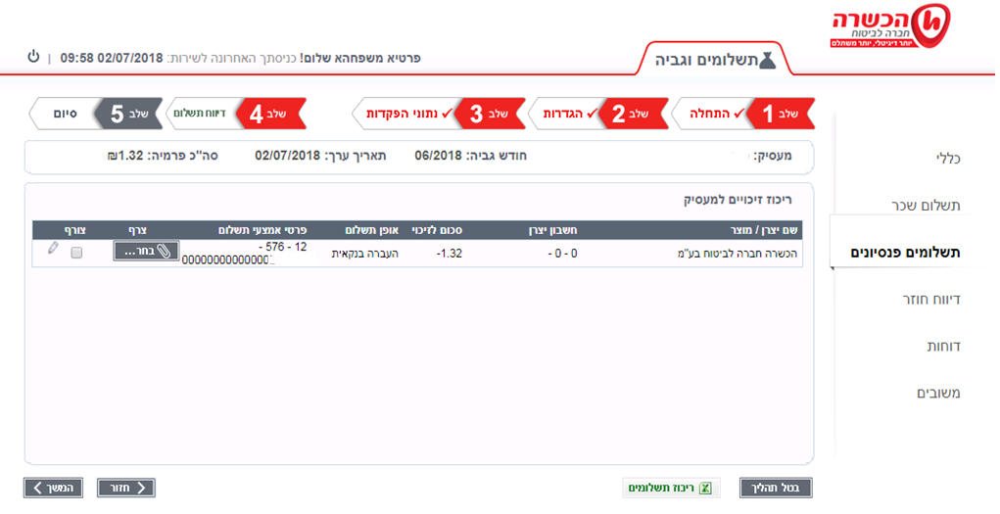 הכשרה
חברה לביטוח
יותר דיגיטלי, יותר משתלם
תשלומים וגביה
פרטיא משפחהא שלום! כניסתך האחרונה לשירות: 02/07/2018 09:58 |
שלב 1 התחלה
שלב 2 הגדרות
שלב 3 נתוני הפקדות
שלב 4 דיווח תשלום
שלב 5 סיום
מעסיק: חודש גביה: 06/2018 תאריך ערך: 02/07/2018 סה"כ פרמיה: 1.32₪
ריכוז זיכויים למעסיק
שם יצרן / מוצר חשבון יצרן סכום לזיכוי אופן תשלום פרטי אמצעי תשלום צרף צורף
הכשרה חברה לביטוח בע"מ 0 - 0 - -1.32 העברה בנקאית 12 - 576 - בחר...
בטל תהליך ריכוז תשלומים חזור המשך
כללי
תשלום שכר
תשלומים פנסיונים
דיווח חוזר
דוחות
משובים